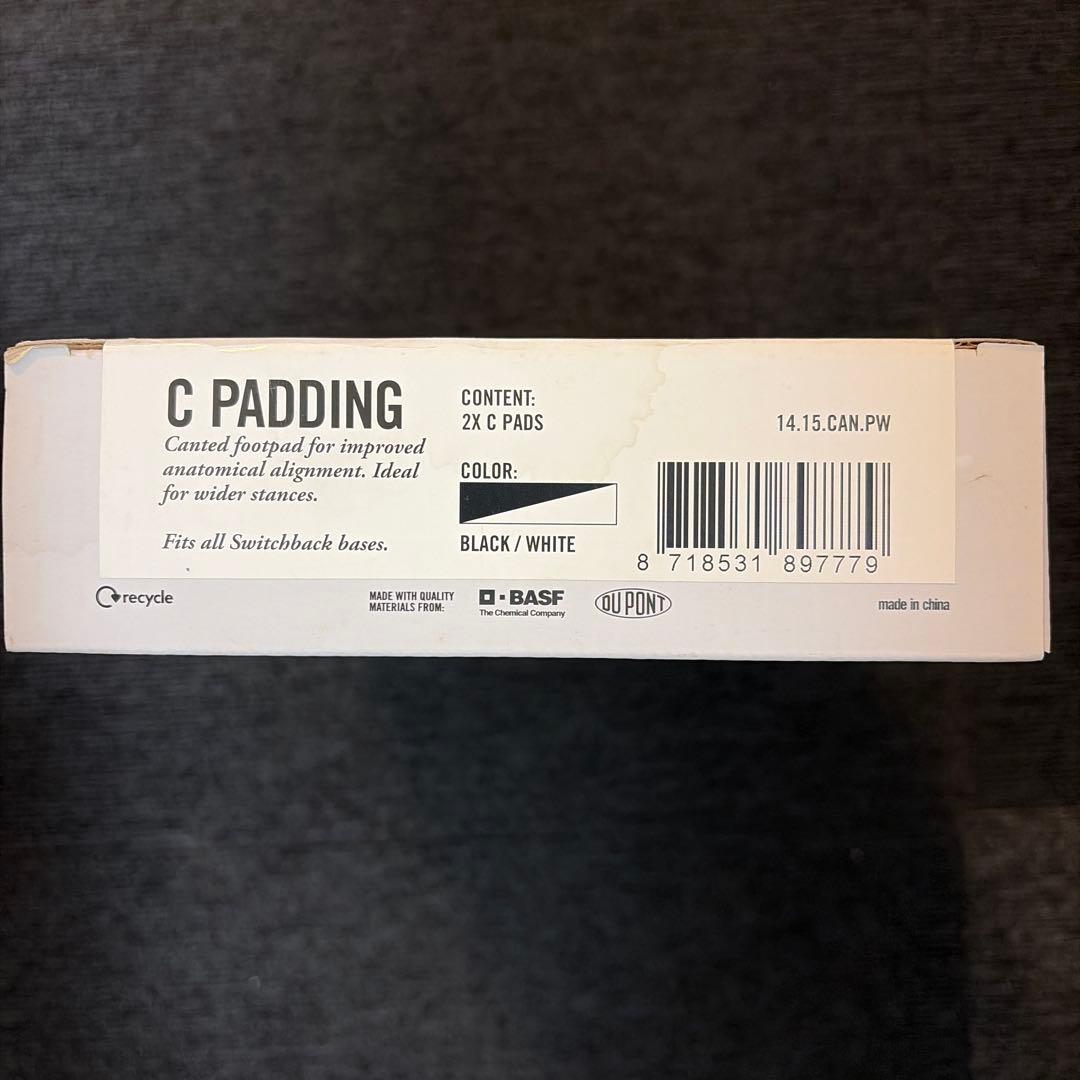 C PADDING
Canted footpad for improved
anatomical alignment. Ideal
for wider stances.
Fits all Switchback bases.
CONTENT:
2X C PADS
COLOR:
BLACK / WHITE
14.15.CAN.PW
8 718531 897779
recycle
MADE WITH QUALITY
MATERIALS FROM:
BASF
The Chemical Company
DU PONT
made in china